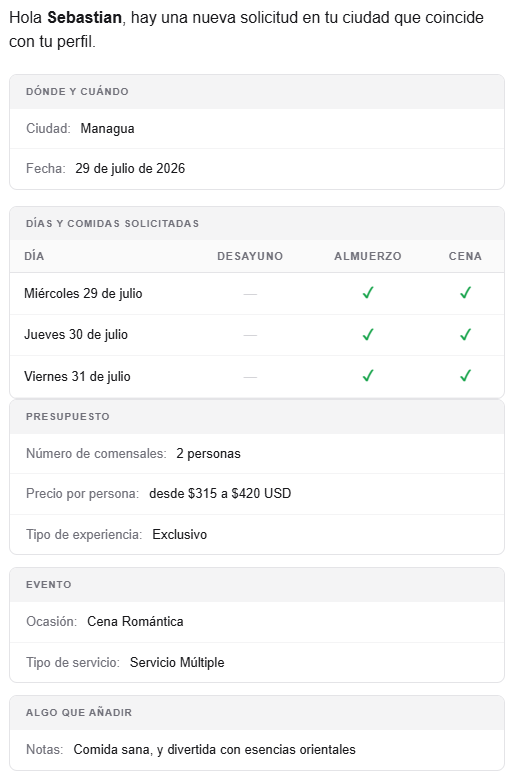 Hola Sebastian, hay una nueva solicitud en tu ciudad que coincide
con tu perfil.
DÓNDE Y CUÁNDO
Ciudad: Managua
Fecha: 29 de julio de 2026
DÍAS Y COMIDAS SOLICITADAS
DÍA DESAYUNO ALMUERZO CENA
Miércoles 29 de julio — ✓ ✓
Jueves 30 de julio — ✓ ✓
Viernes 31 de julio — ✓ ✓
PRESUPUESTO
Número de comensales: 2 personas
Precio por persona: desde $315 a $420 USD
Tipo de experiencia: Exclusivo
EVENTO
Ocasión: Cena Romántica
Tipo de servicio: Servicio Múltiple
ALGO QUE AÑADIR
Notas: Comida sana, y divertida con esencias orientales